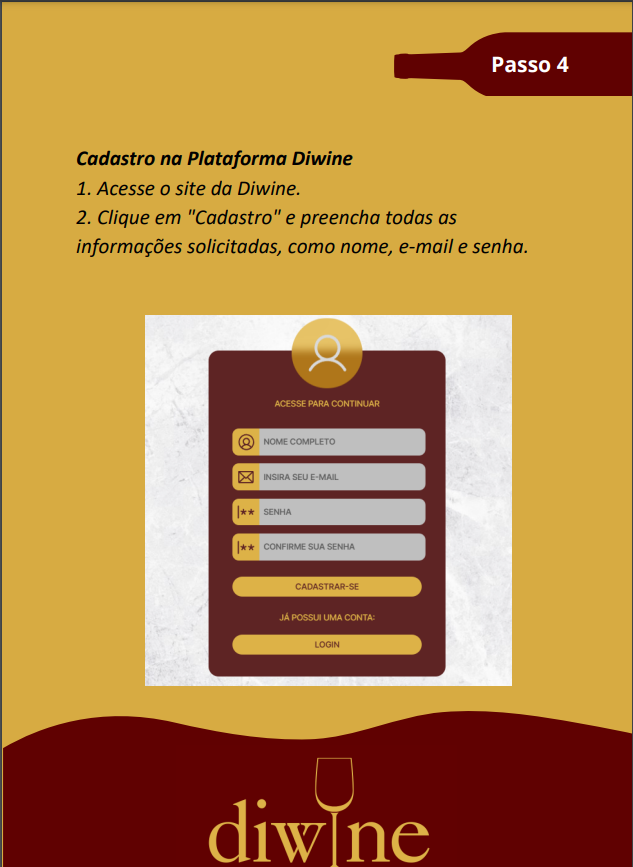 Passo 4
Cadastro na Plataforma Diwine
1. Acesse o site da Diwine.
2. Clique em "Cadastro" e preencha todas as
informações solicitadas, como nome, e-mail e senha.
ACESSE PARA CONTINUAR
NOME COMPLETO
INSIRA SEU E-MAIL
|** SENHA
|** CONFIRME SUA SENHA
CADASTRAR-SE
JÁ POSSUI UMA CONTA:
LOGIN
diwine